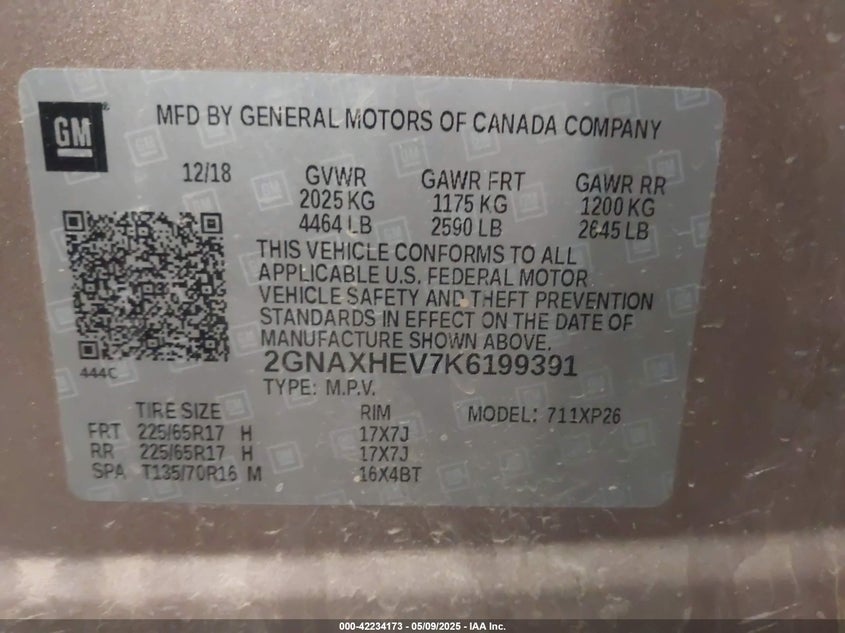 GM
MFD BY GENERAL MOTORS OF CANADA COMPANY
12/18 GVWR GAWR FRT GAWR RR
2025 KG 1175 KG 1200 KG
4464 LB 2590 LB 2645 LB
THIS VEHICLE CONFORMS TO ALL
APPLICABLE U.S. FEDERAL MOTOR
VEHICLE SAFETY AND THEFT PREVENTION
STANDARDS IN EFFECT ON THE DATE OF
MANUFACTURE SHOWN ABOVE.
2GNAXHEV7K6199391
444C
TYPE: M.P.V.
TIRE SIZE RIM MODEL: 711XP26
FRT 225/65R17 H 17X7J
RR 225/65R17 H 17X7J
SPA T135/70R16 M 16X4BT
000-42234173 - 05/09/2025 - IAA Inc.